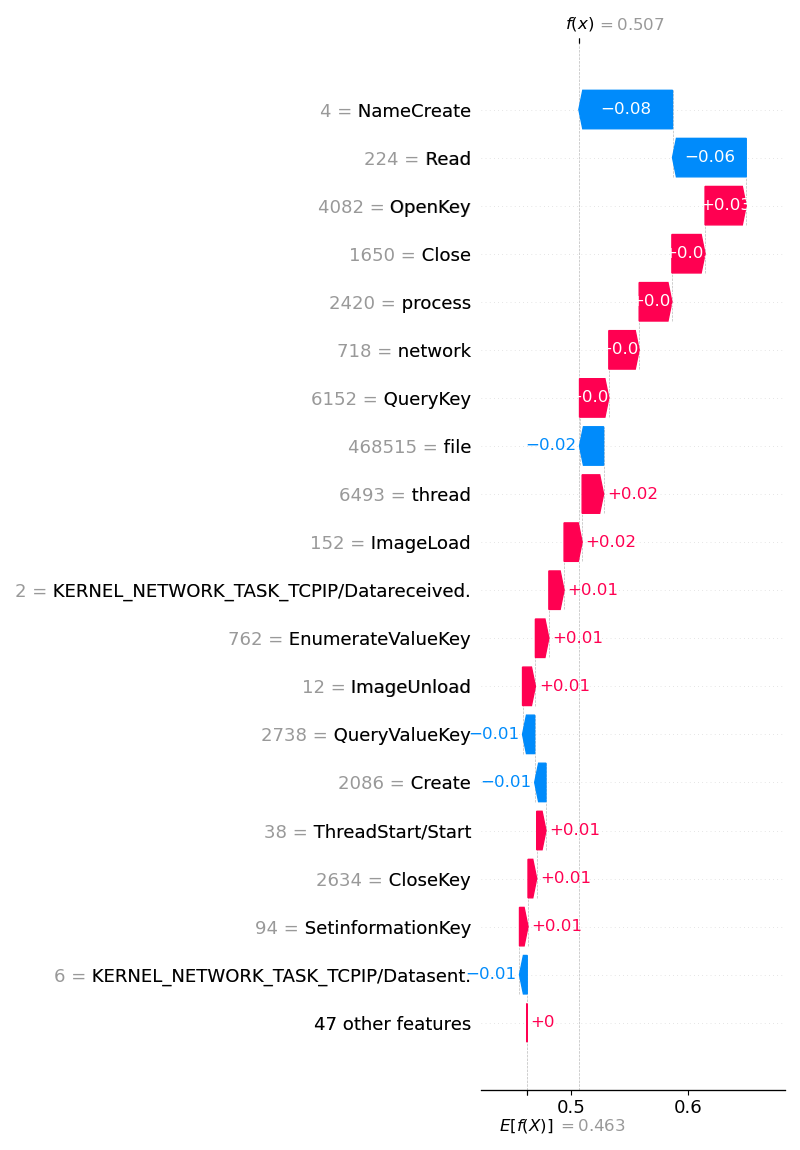 f(x) = 0.507
4 = NameCreate −0.08
224 = Read −0.06
4082 = OpenKey +0.03
1650 = Close
2420 = process
718 = network
6152 = QueryKey
468515 = file −0.02
6493 = thread +0.02
152 = ImageLoad +0.02
2 = KERNEL_NETWORK_TASK_TCPIP/Datareceived. +0.01
762 = EnumerateValueKey +0.01
12 = ImageUnload +0.01
2738 = QueryValueKey −0.01
2086 = Create −0.01
38 = ThreadStart/Start +0.01
2634 = CloseKey +0.01
94 = SetinformationKey +0.01
6 = KERNEL_NETWORK_TASK_TCPIP/Datasent. −0.01
47 other features +0
0.5 0.6
E[f(X)] = 0.463